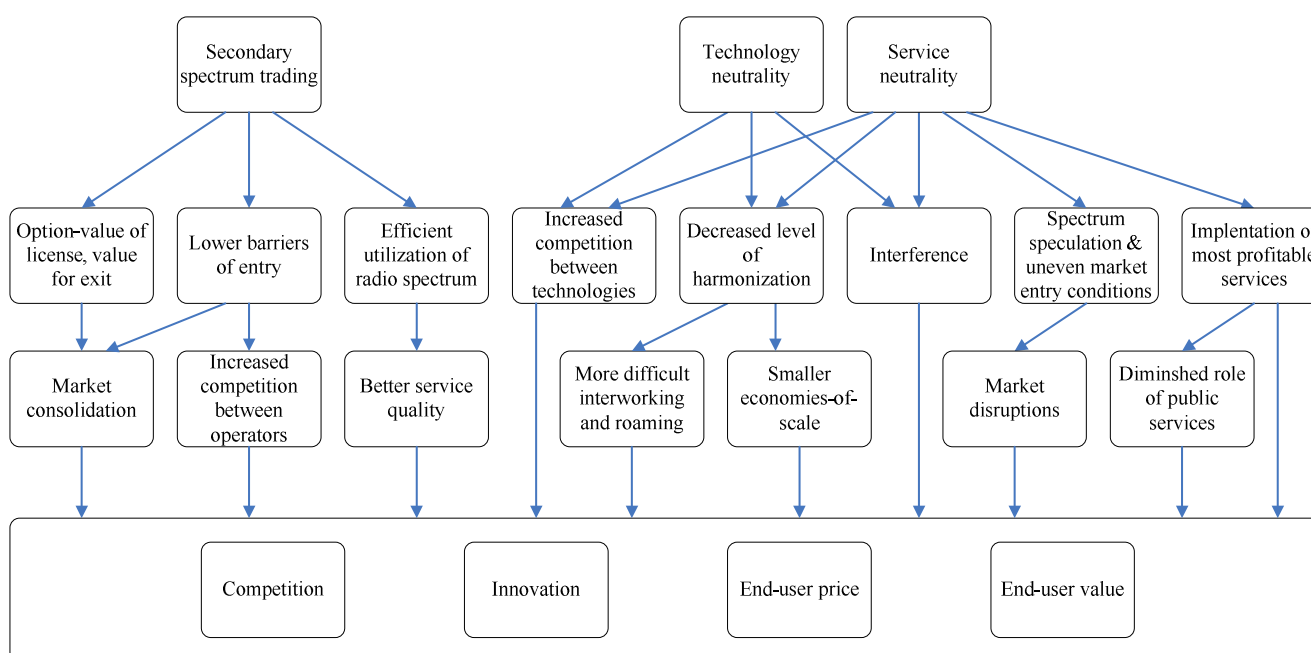 Secondary
spectrum trading
Technology
neutrality
Service
neutrality
Option-value of
license, value
for exit
Lower barriers
of entry
Efficient
utilization of
radio spectrum
Increased
competition
between
technologies
Decreased level
of
harmonization
Interference
Spectrum
speculation &
uneven market
entry conditions
Implentation of
most profitable
services
Market
consolidation
Increased
competition
between
operators
Better service
quality
More difficult
interworking
and roaming
Smaller
economies-of-
scale
Market
disruptions
Diminshed role
of public
services
Competition
Innovation
End-user price
End-user value